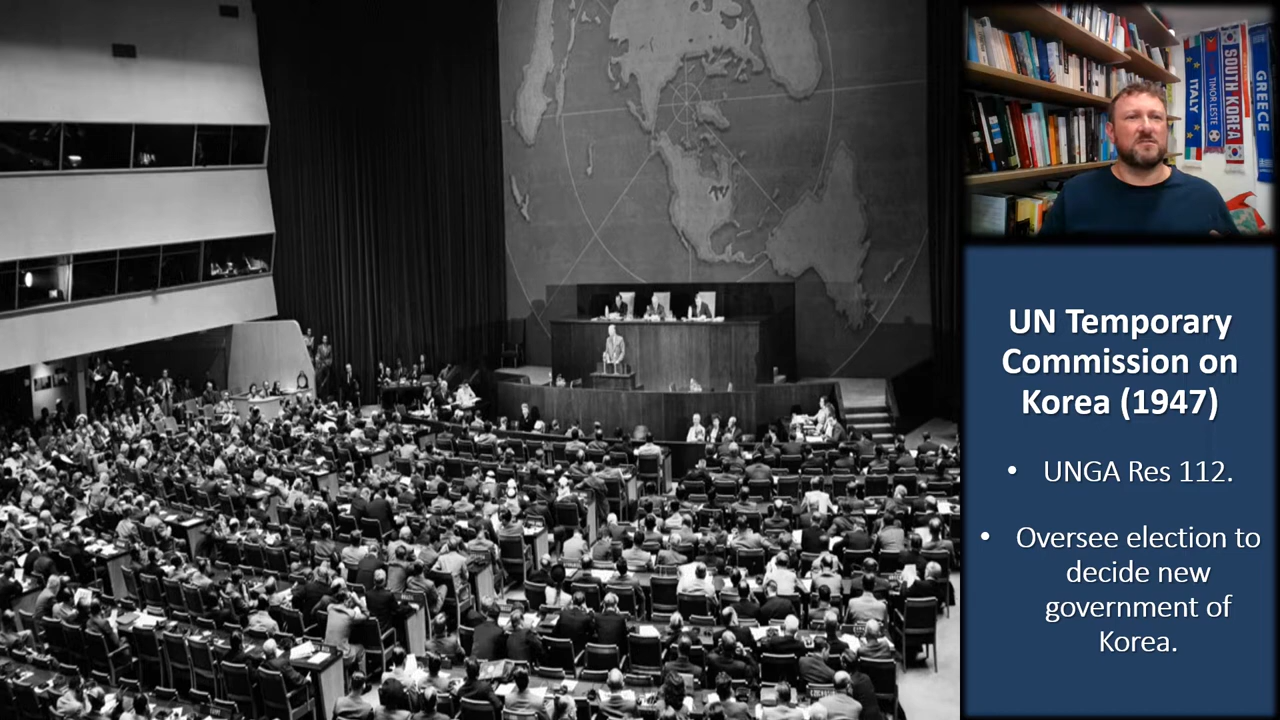 ITALY
TIMOR LESTE
SOUTH KOREA
GREECE
UN Temporary
Commission on
Korea (1947)
• UNGA Res 112.
• Oversee election to
decide new
government of
Korea.